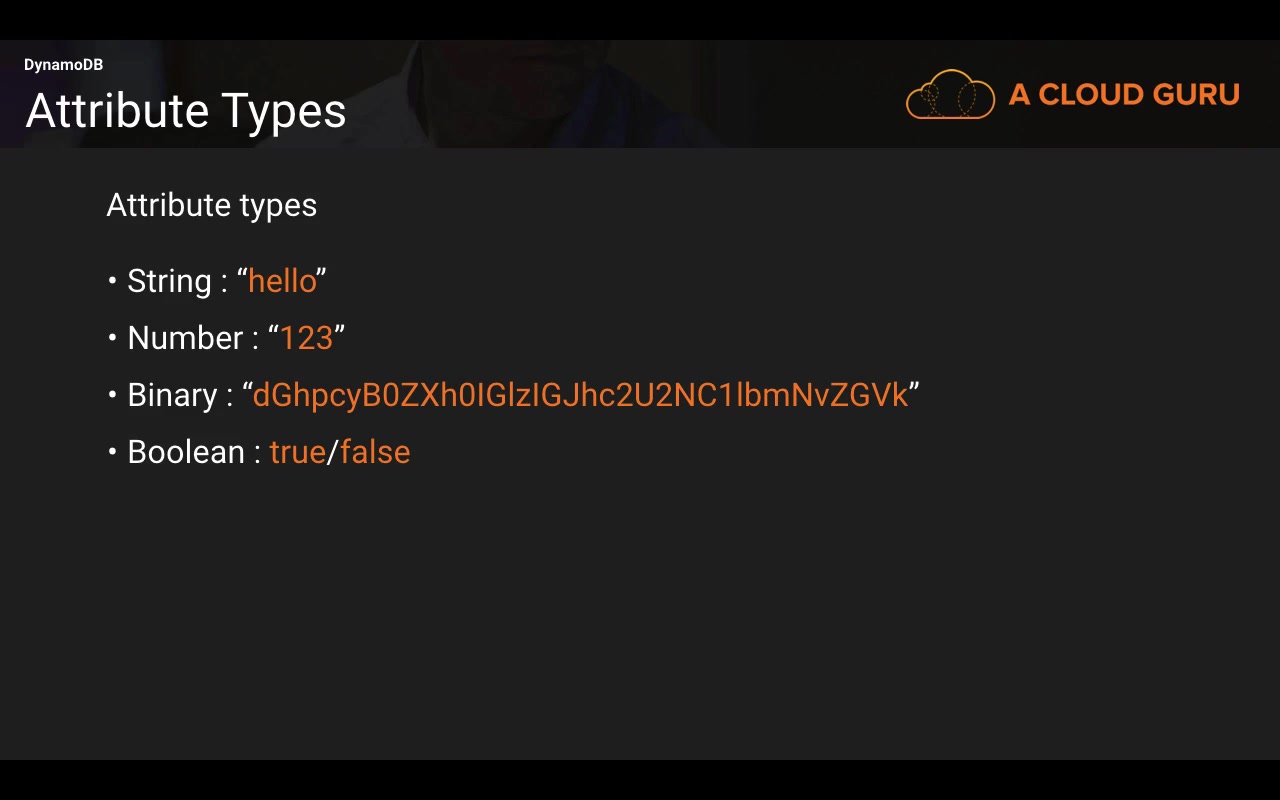 DynamoDB
Attribute Types
A CLOUD GURU
Attribute types
• String : “hello”
• Number : “123”
• Binary : “dGhpcyB0ZXh0IGlzIGJhc2U2NC1lbmNvZGVk”
• Boolean : true/false